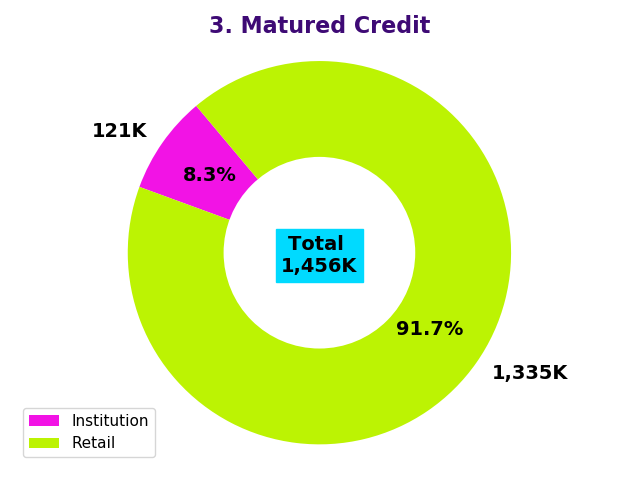 3. Matured Credit
121K
8.3%
Total
1,456K
91.7%
1,335K
Institution
Retail